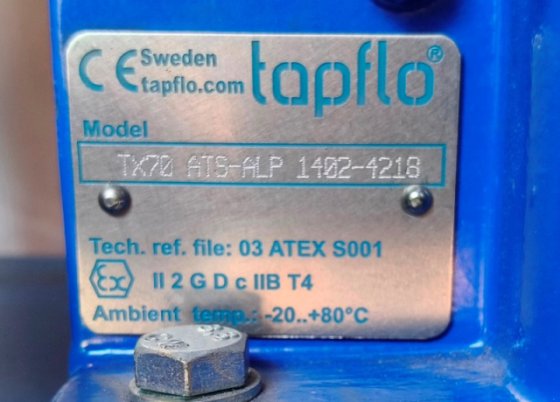 CE Sweden tapflo®
tapflo.com
Model
TX70 ATS-ALP 1402-4218
Tech. ref. file: 03 ATEX S001
Ex II 2 G D c IIB T4
Ambient temp.: -20..+80°C